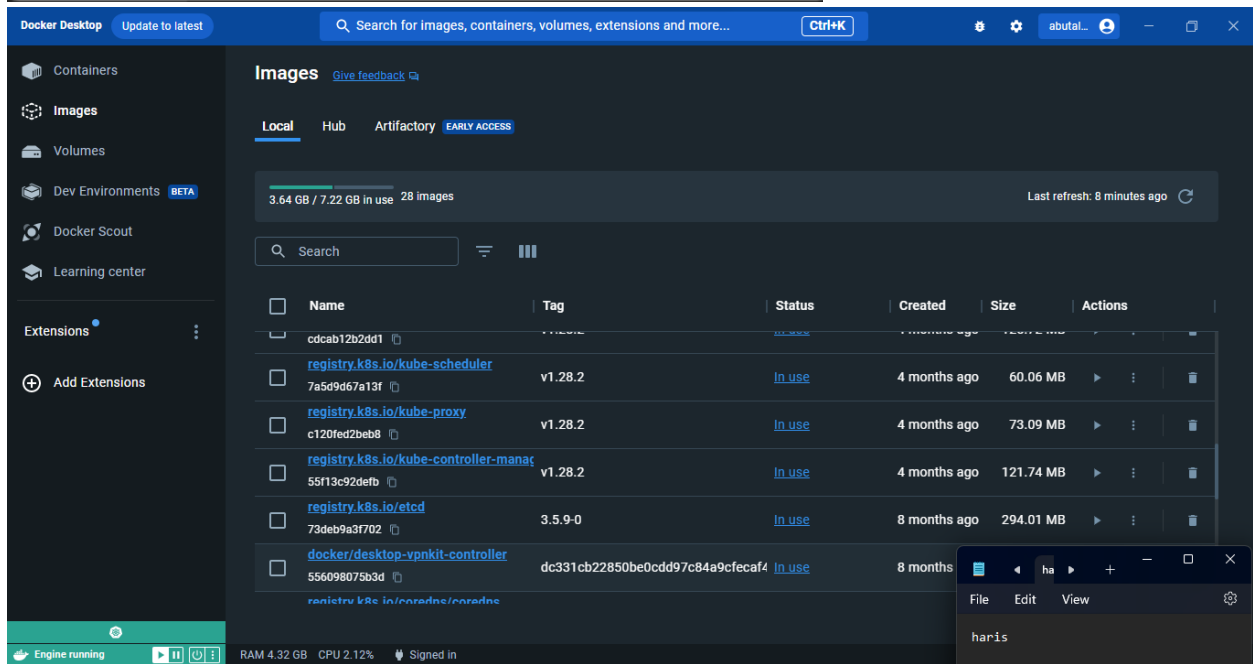 Docker Desktop Update to latest Search for images, containers, volumes, extensions and more... Ctrl+K abutal...
Containers
Images
Volumes
Dev Environments BETA
Docker Scout
Learning center
Extensions
Add Extensions
Images Give feedback
Local Hub Artifactory EARLY ACCESS
3.64 GB / 7.22 GB in use 28 images Last refresh: 8 minutes ago
Search
Name Tag Status Created Size Actions
cdcab12b2dd1
registry.k8s.io/kube-scheduler
7a5d9d67a13f v1.28.2 In use 4 months ago 60.06 MB
registry.k8s.io/kube-proxy
c120fed2beb8 v1.28.2 In use 4 months ago 73.09 MB
registry.k8s.io/kube-controller-manag
55f13c92defb v1.28.2 In use 4 months ago 121.74 MB
registry.k8s.io/etcd
73deb9a3f702 3.5.9-0 In use 8 months ago 294.01 MB
docker/desktop-vpnkit-controller
556098075b3d dc331cb22850be0cdd97c84a9cfecaf4 In use 8 months
registry.k8s.io/coredns/coredns
Engine running RAM 4.32 GB CPU 2.12% Signed in
ha
File Edit View
haris